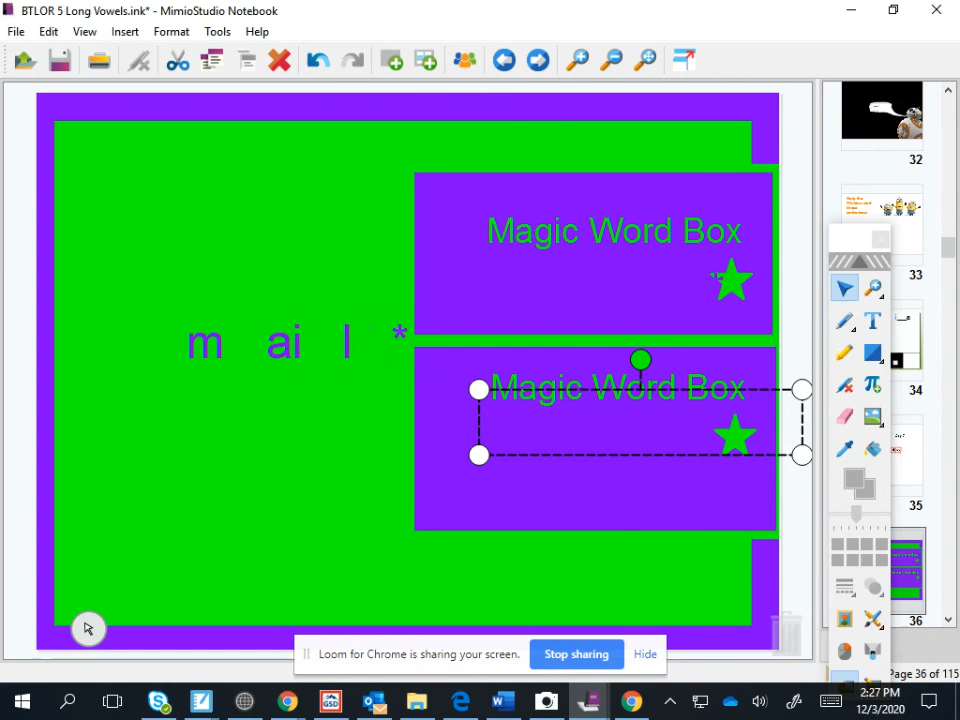 BTLOR 5 Long Vowels.ink* - MimioStudio Notebook
File Edit View Insert Format Tools Help
Magic Word Box
m ai l *
Magic Word Box
32
33
34
35
36
Loom for Chrome is sharing your screen. Stop sharing Hide
Page 36 of 115
GSD
2:27 PM
12/3/2020